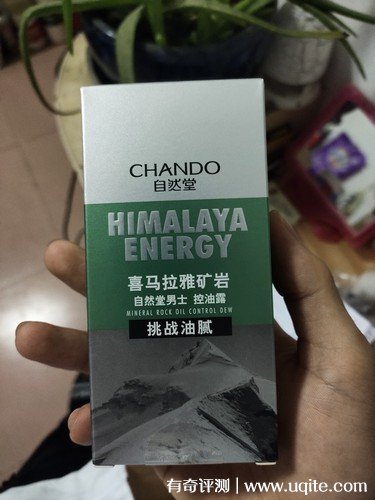 CHANDO
自然堂
HIMALAYA
ENERGY
喜马拉雅矿岩
自然堂男士 控油露
MINERAL ROCK OIL CONTROL DEW
挑战油腻
有奇评测 | www.uqite.com